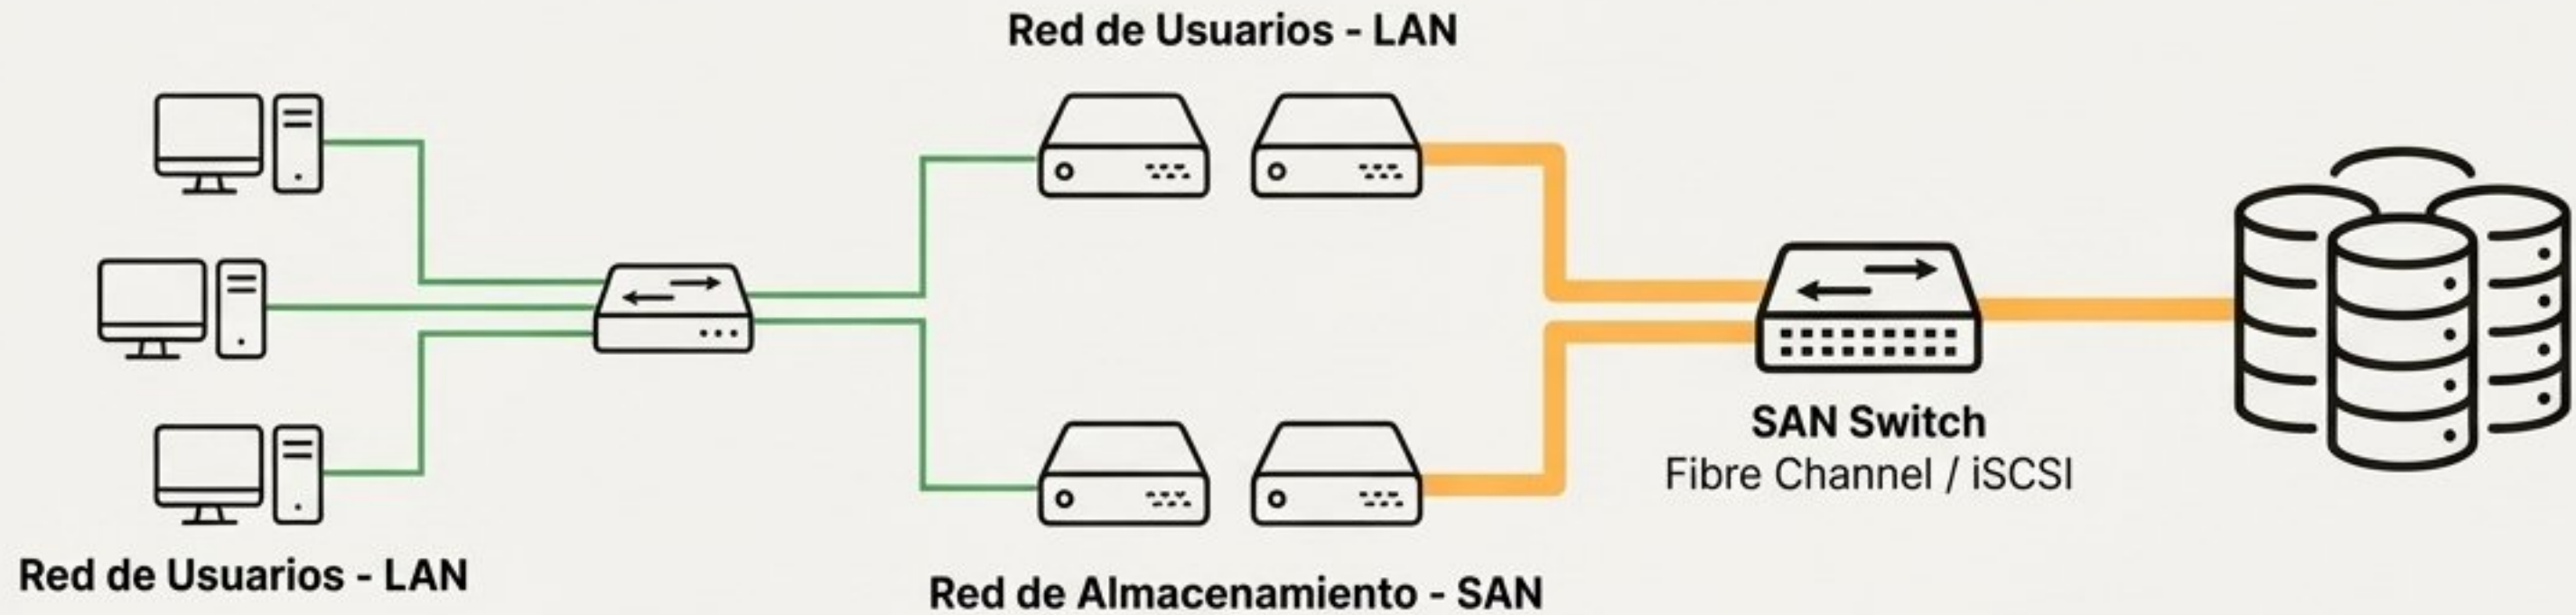 Red de Usuarios - LAN
SAN Switch
Fibre Channel / iSCSI
Red de Usuarios - LAN
Red de Almacenamiento - SAN